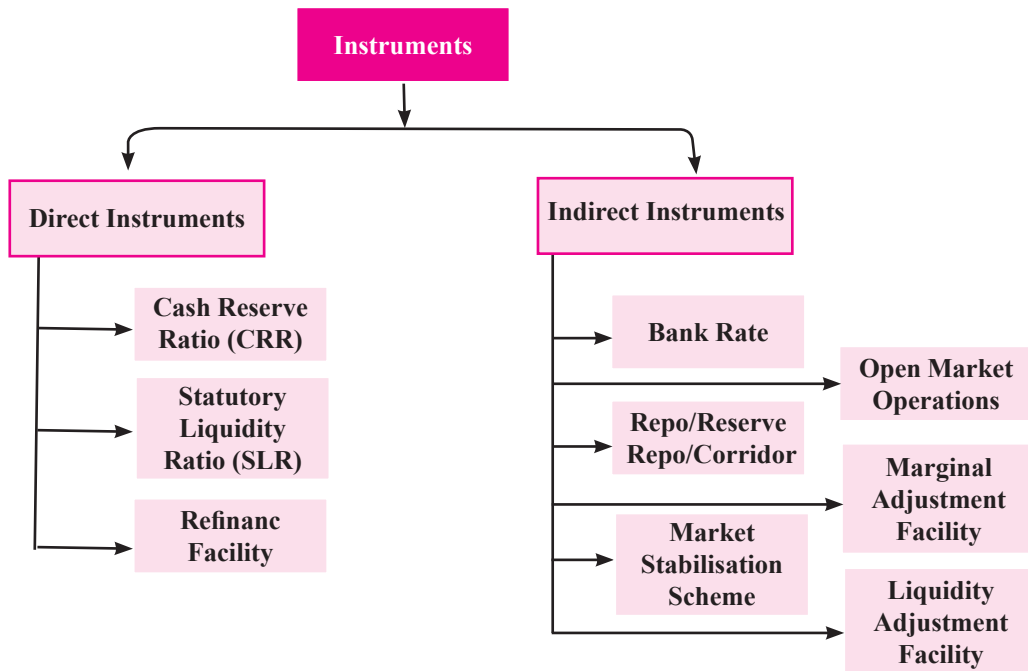 Instruments
Direct Instruments
Cash Reserve
Ratio (CRR)
Statutory
Liquidity
Ratio (SLR)
Refinanc
Facility
Indirect Instruments
Bank Rate
Open Market
Operations
Repo/Reserve
Repo/Corridor
Marginal
Adjustment
Facility
Market
Stabilisation
Scheme
Liquidity
Adjustment
Facility